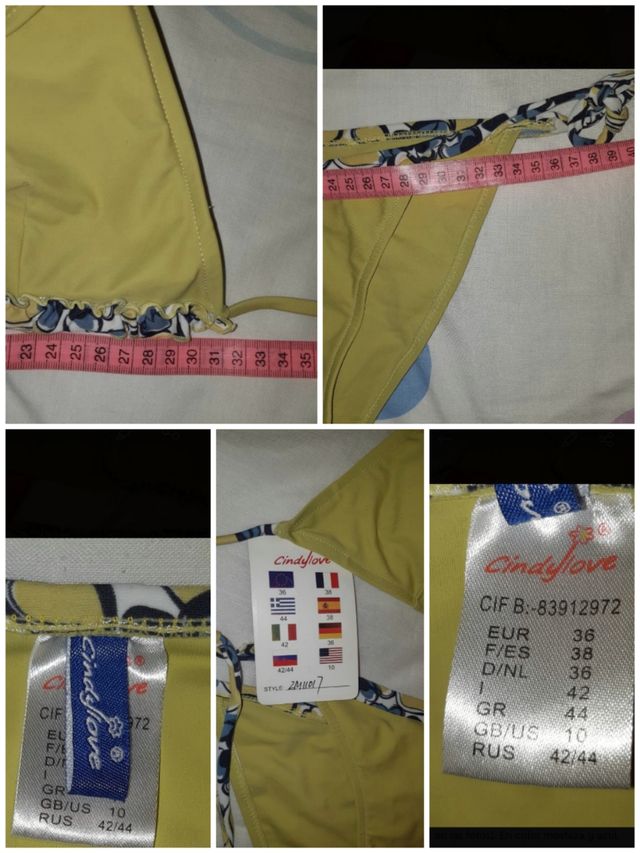 23 24 25 26 27 28 29 30 31 32 33 34 35
24 25 26 27 28 29 30 31 32 33 34 35 36 37 38 39 40
Cindylove
972
GB/US 10
RUS 42/44
Cindylove
36 38
44 38
42 36
42/44 10
STYLE:
Cindylove
CIF B:-83912972
EUR 36
F/ES 38
D/NL 36
I 42
GR 44
GB/US 10
RUS 42/44